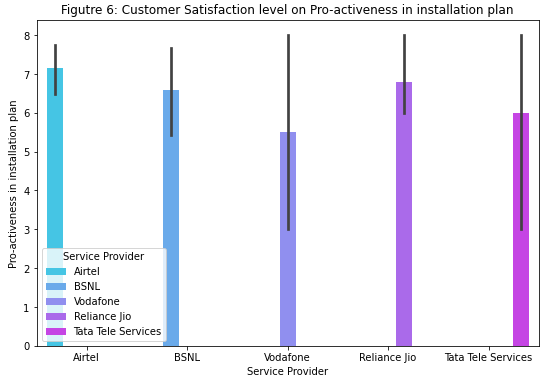 Figutre 6: Customer Satisfaction level on Pro-activeness in installation plan
8
7
6
5
4
3
2
1
0
Pro-activeness in installation plan
Service Provider
Airtel
BSNL
Vodafone
Reliance Jio
Tata Tele Services
Airtel BSNL Vodafone Reliance Jio Tata Tele Services
Service Provider